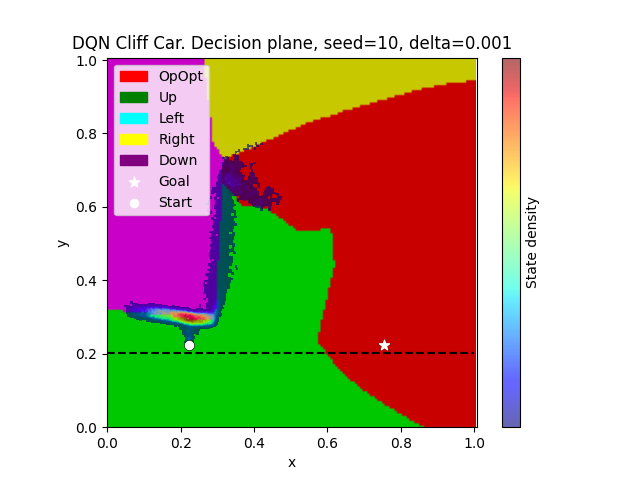 DQN Cliff Car. Decision plane, seed=10, delta=0.001
1.0
0.8
0.6
0.4
0.2
0.0
y
OpOpt
Up
Left
Right
Down
Goal
Start
0.0 0.2 0.4 0.6 0.8 1.0
x
State density